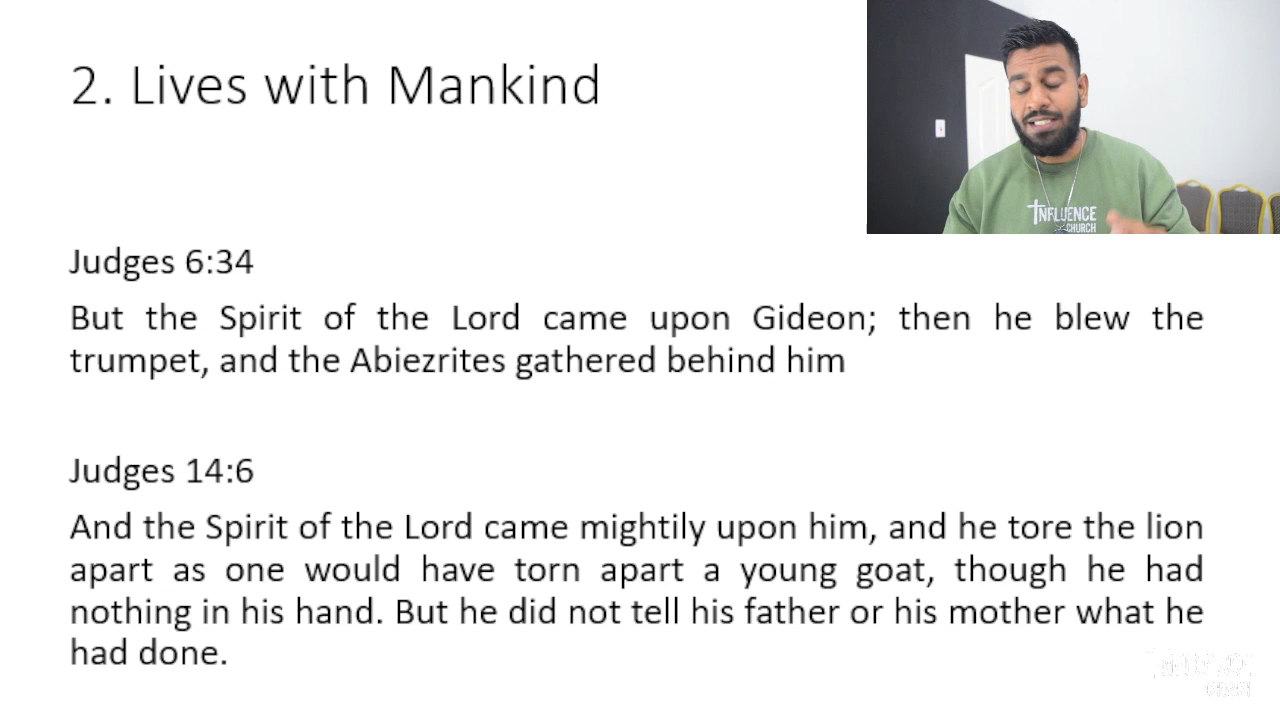 2. Lives with Mankind
INFLUENCE
CHURCH
Judges 6:34
But the Spirit of the Lord came upon Gideon; then he blew the
trumpet, and the Abiezrites gathered behind him
Judges 14:6
And the Spirit of the Lord came mightily upon him, and he tore the lion
apart as one would have torn apart a young goat, though he had
nothing in his hand. But he did not tell his father or his mother what he
had done.